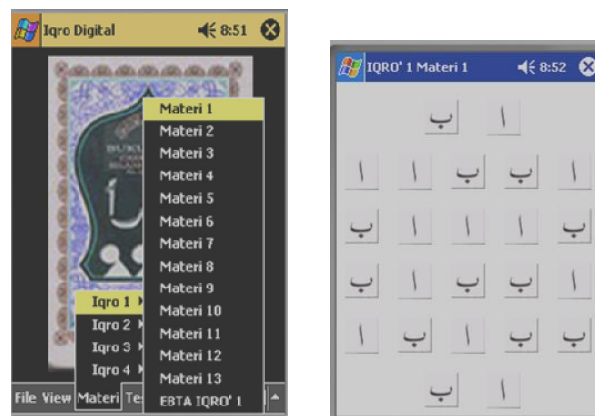 Iqro Digital 8:51
Materi 1
Materi 2
Materi 3
Materi 4
Materi 5
Materi 6
Materi 7
Materi 8
Materi 9
Materi 10
Materi 11
Materi 12
Materi 13
EBTA IQRO' 1
Iqro 1
Iqro 2
Iqro 3
Iqro 4
File View Materi Te
IQRO' 1 Materi 1 8:52
ا ب
ا ب ب ا ا
ب ا ا ا ب
ا ب ب ا ب
ب ب ا ب ا
ا ب